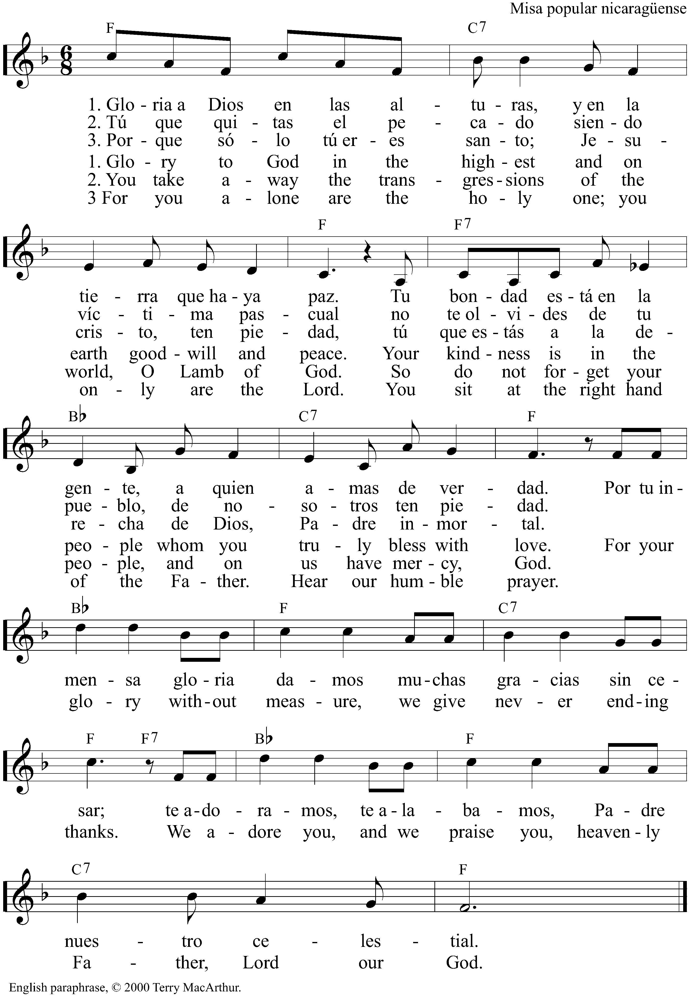 Misa popular nicaragüense
F C7
6
8
1. Glo - ria a Dios en las al - tu - ras, y en la
2. Tú que qui - tas el pe - ca - do sien - do
3. Por - que só - lo tú er - es san - to; Je - su -
1. Glo - ry to God in the high - est and on
2. You take a - way the trans - gres - sions of the
3 For you a - lone are the ho - ly one; you
F F7
tie - rra que ha - ya paz. Tu bon - dad es - tá en la
víc - ti - ma pas - cual no te ol - vi - des de tu
cris - to, ten pie - dad, tú que es - tás a la de -
earth good - will and peace. Your kind - ness is in the
world, O Lamb of God. So do not for - get your
on - ly are the Lord. You sit at the right hand
B♭ C7 F
gen - te, a quien a - mas de ver - dad. Por tu in -
pue - blo, de no - so - tros ten pie - dad.
re - cha de Dios, Pa - dre in - mor - tal.
peo - ple whom you tru - ly bless with love. For your
peo - ple, and on us have mer - cy, God.
of the Fa - ther. Hear our hum - ble prayer.
B♭ F C7
men - sa glo - ria da - mos mu - chas gra - cias sin ce -
glo - ry with - out meas - ure, we give nev - er end - ing
F F7 B♭ F
sar; te a - do - ra - mos, te a - la - ba - mos, Pa - dre
thanks. We a - dore you, and we praise you, heaven - ly
C7 F
nues - tro ce - les - tial.
Fa - ther, Lord our God.
English paraphrase, © 2000 Terry MacArthur.